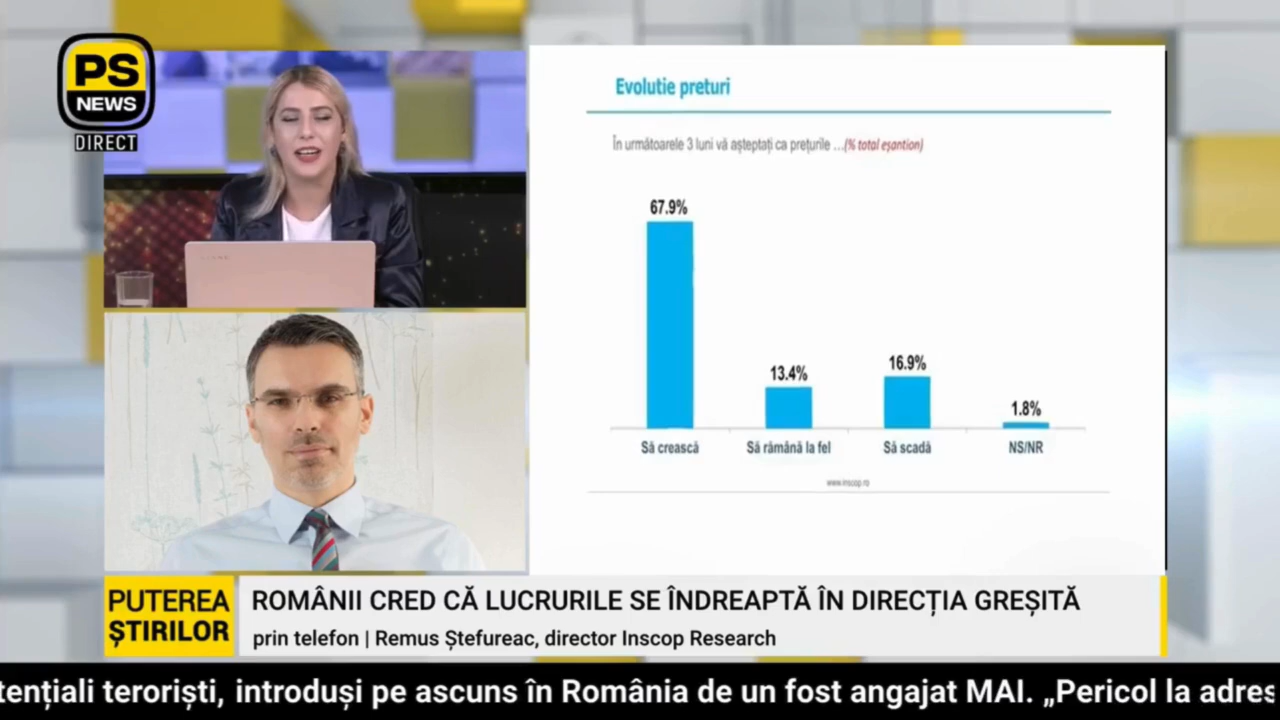 PS
NEWS
DIRECT
Evolutie preturi
În următoarele 3 luni vă așteptați ca prețurile ...(% total eșantion)
67.9%
13.4%
16.9%
1.8%
Să crească
Să rămână la fel
Să scadă
NS/NR
www.inscop.ro
PUTEREA
ȘTIRILOR
ROMÂNII CRED CĂ LUCRURILE SE ÎNDREAPTĂ ÎN DIRECȚIA GREȘITĂ
prin telefon | Remus Ștefureac, director Inscop Research
tențiali teroriști, introduși pe ascuns în România de un fost angajat MAI. „Pericol la adres